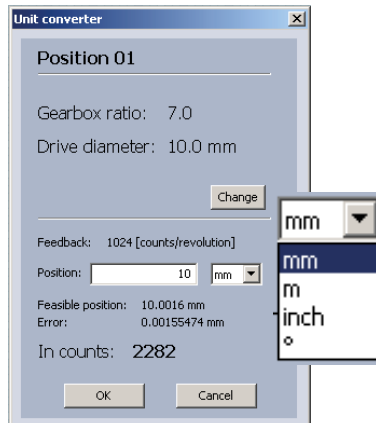 Unit converter
Position 01
Gearbox ratio: 7.0
Drive diameter: 10.0 mm
Change
Feedback: 1024 [counts/revolution]
Position: 10 mm
Feasible position: 10.0016 mm
Error: 0.00155474 mm
In counts: 2282
OK Cancel
mm
mm
m
inch
°